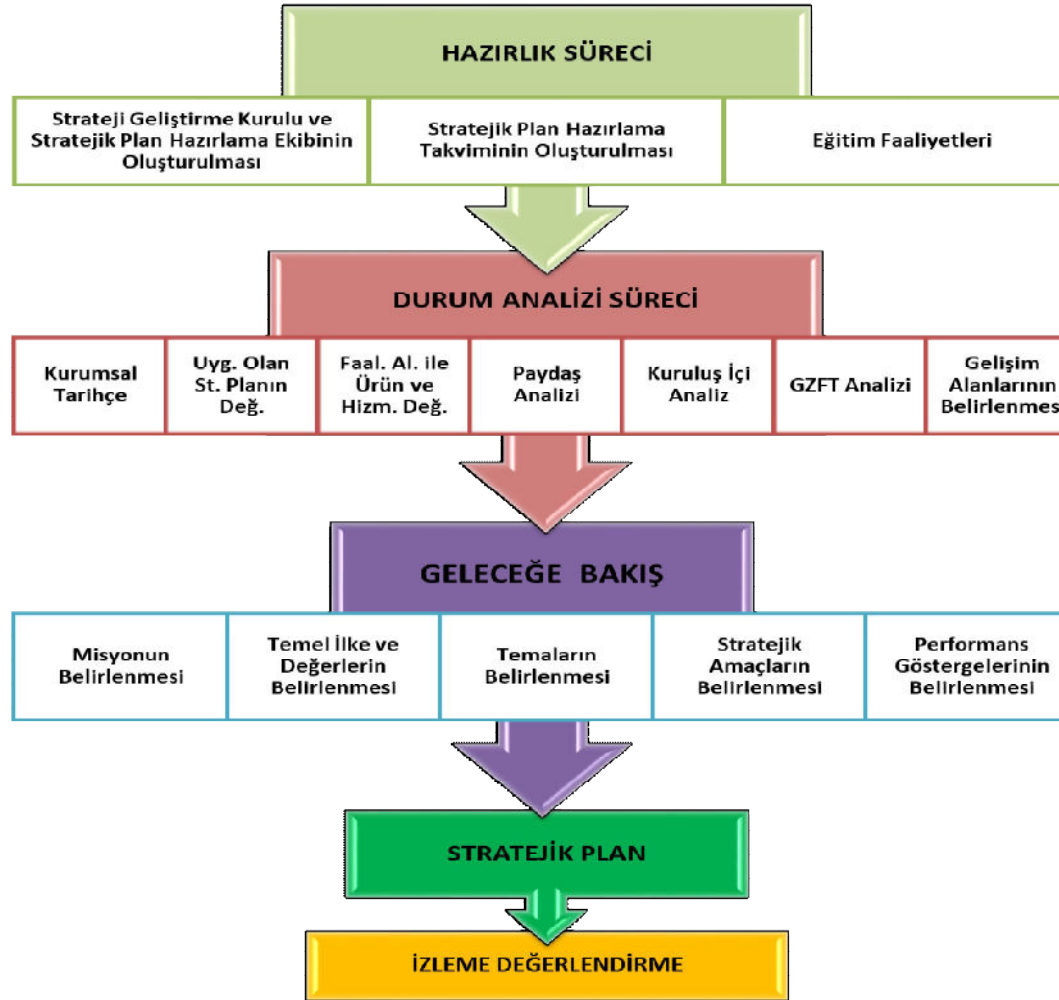 HAZIRLIK SÜRECİ
Strateji Geliştirme Kurulu ve
Stratejik Plan Hazırlama Ekibinin
Oluşturulması
Stratejik Plan Hazırlama
Takviminin Oluşturulması
Eğitim Faaliyetleri
DURUM ANALİZİ SÜRECİ
Kurumsal
Tarihçe
Uyg. Olan
St. Planın
Değ.
Faal. Al. ile
Ürün ve
Hizm. Değ.
Paydaş
Analizi
Kuruluş İçi
Analiz
GZFT Analizi
Gelişim
Alanlarının
Belirlenmes
GELECEĞE BAKIŞ
Misyonun
Belirlenmesi
Temel İlke ve
Değerlerin
Belirlenmesi
Temaların
Belirlenmesi
Stratejik
Amaçların
Belirlenmesi
Performans
Göstergelerinin
Belirlenmesi
STRATEJİK PLAN
İZLEME DEĞERLENDİRME